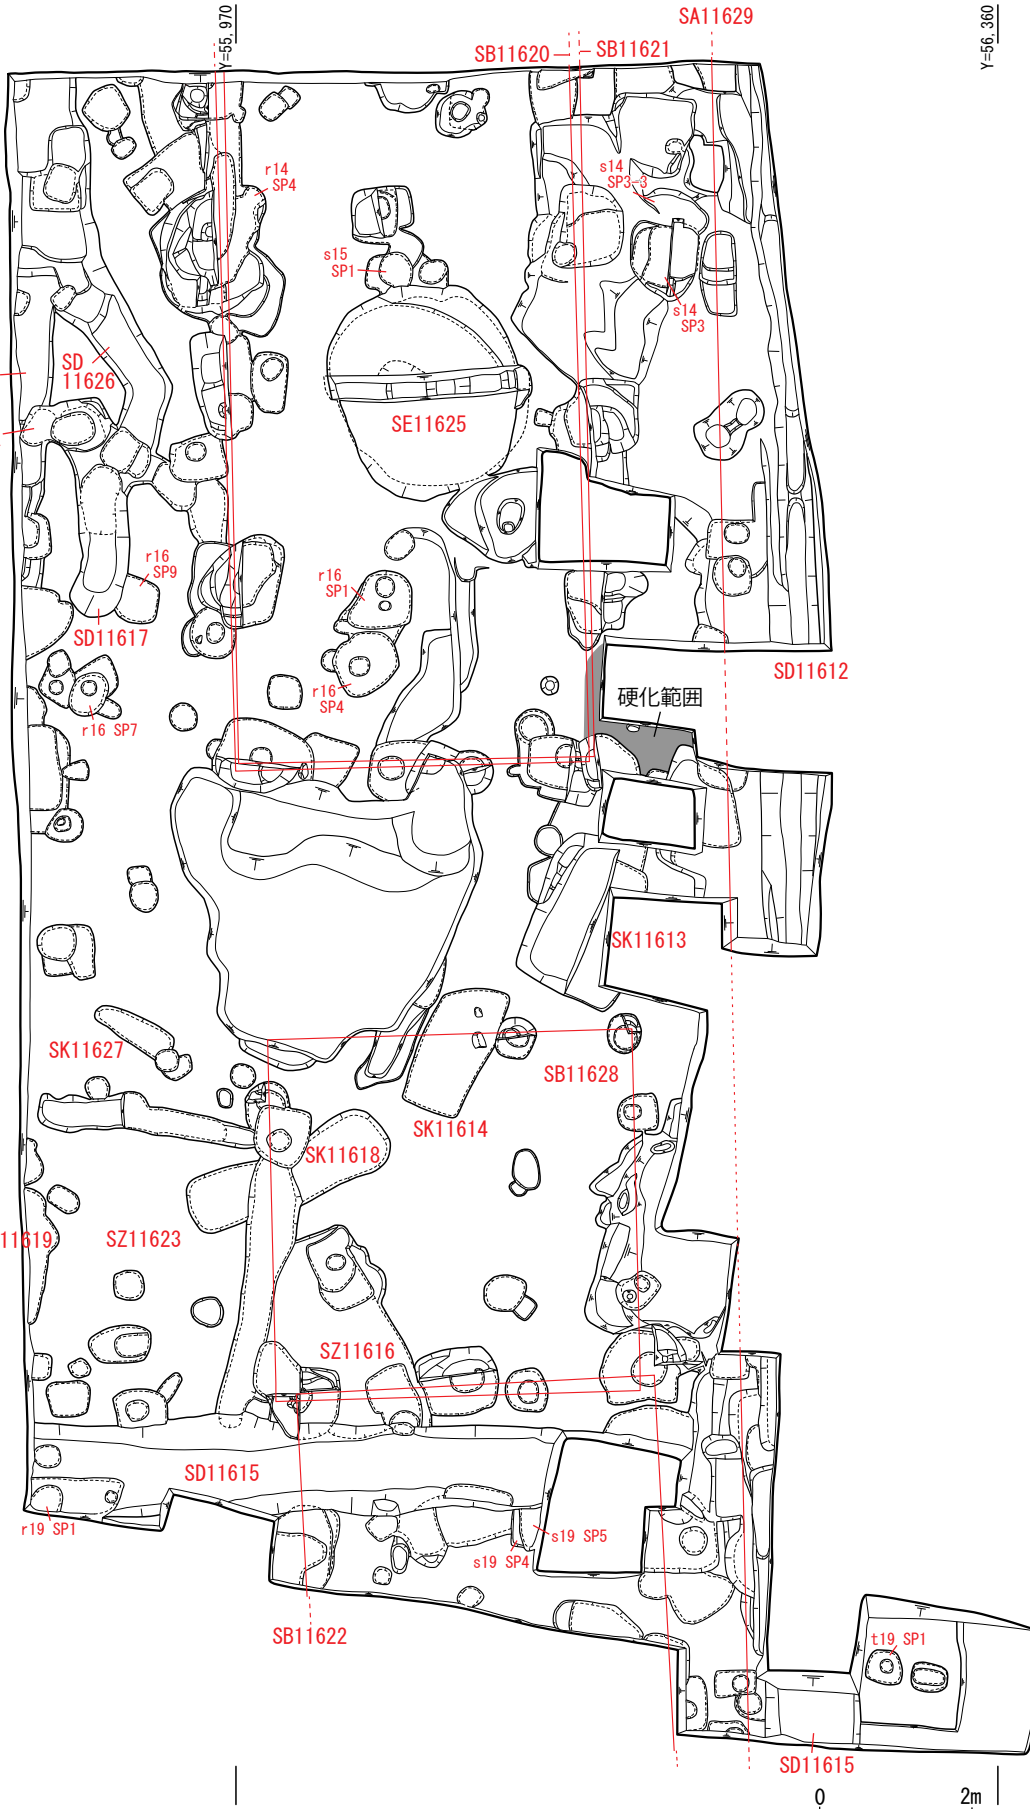 SA11629
Y=55,970
Y=56,360
SB11620
SB11621
r14
SP4
s14
SP3-3
s15
SP1
s14
SP3
SD
11626
SE11625
r16
SP9
r16
SP1
SD11617
SD11612
r16
SP4
硬化範囲
r16 SP7
SK11613
SK11627
SB11628
SK11614
SK11618
11619
SZ11623
SZ11616
SD11615
r19 SP1
s19 SP5
s19 SP4
SB11622
t19 SP1
SD11615
0
2m